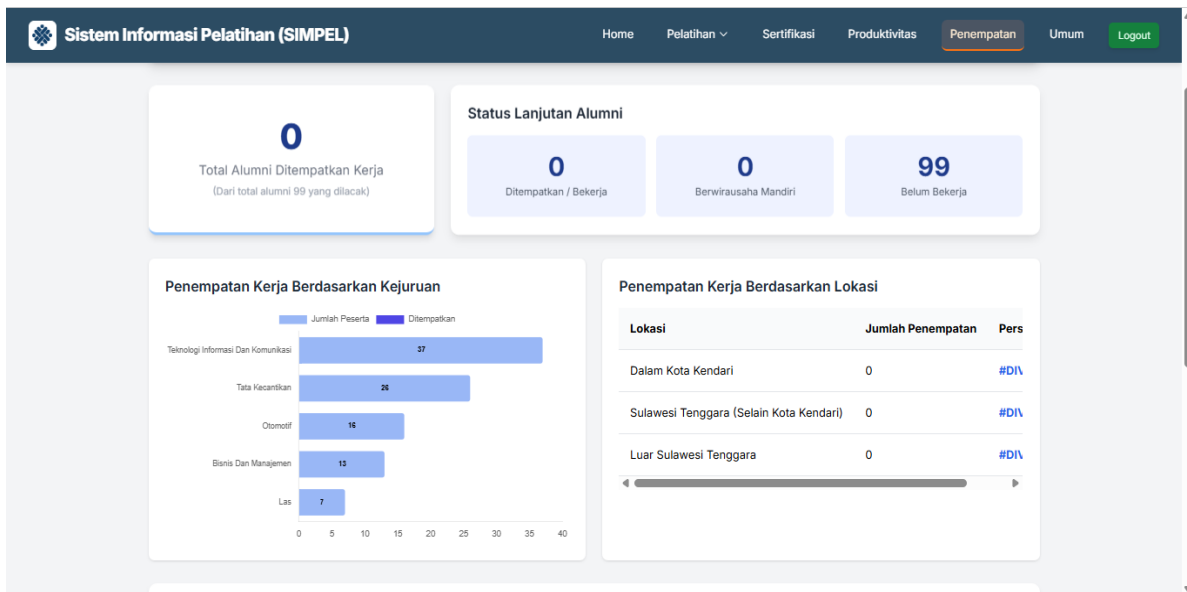 Sistem Informasi Pelatihan (SIMPEL)
Home Pelatihan Sertifikasi Produktivitas Penempatan Umum Logout
0
Total Alumni Ditempatkan Kerja
(Dari total alumni 99 yang dilacak)
Status Lanjutan Alumni
0
Ditempatkan / Bekerja
0
Berwirausaha Mandiri
99
Belum Bekerja
Penempatan Kerja Berdasarkan Kejuruan
Jumlah Peserta Ditempatkan
Teknologi Informasi Dan Komunikasi 37
Tata Kecantikan 26
Otomotif 16
Bisnis Dan Manajemen 13
Las 7
0 5 10 15 20 25 30 35 40
Penempatan Kerja Berdasarkan Lokasi
Lokasi Jumlah Penempatan Pers
Dalam Kota Kendari 0 #DIV
Sulawesi Tenggara (Selain Kota Kendari) 0 #DIV
Luar Sulawesi Tenggara 0 #DIV